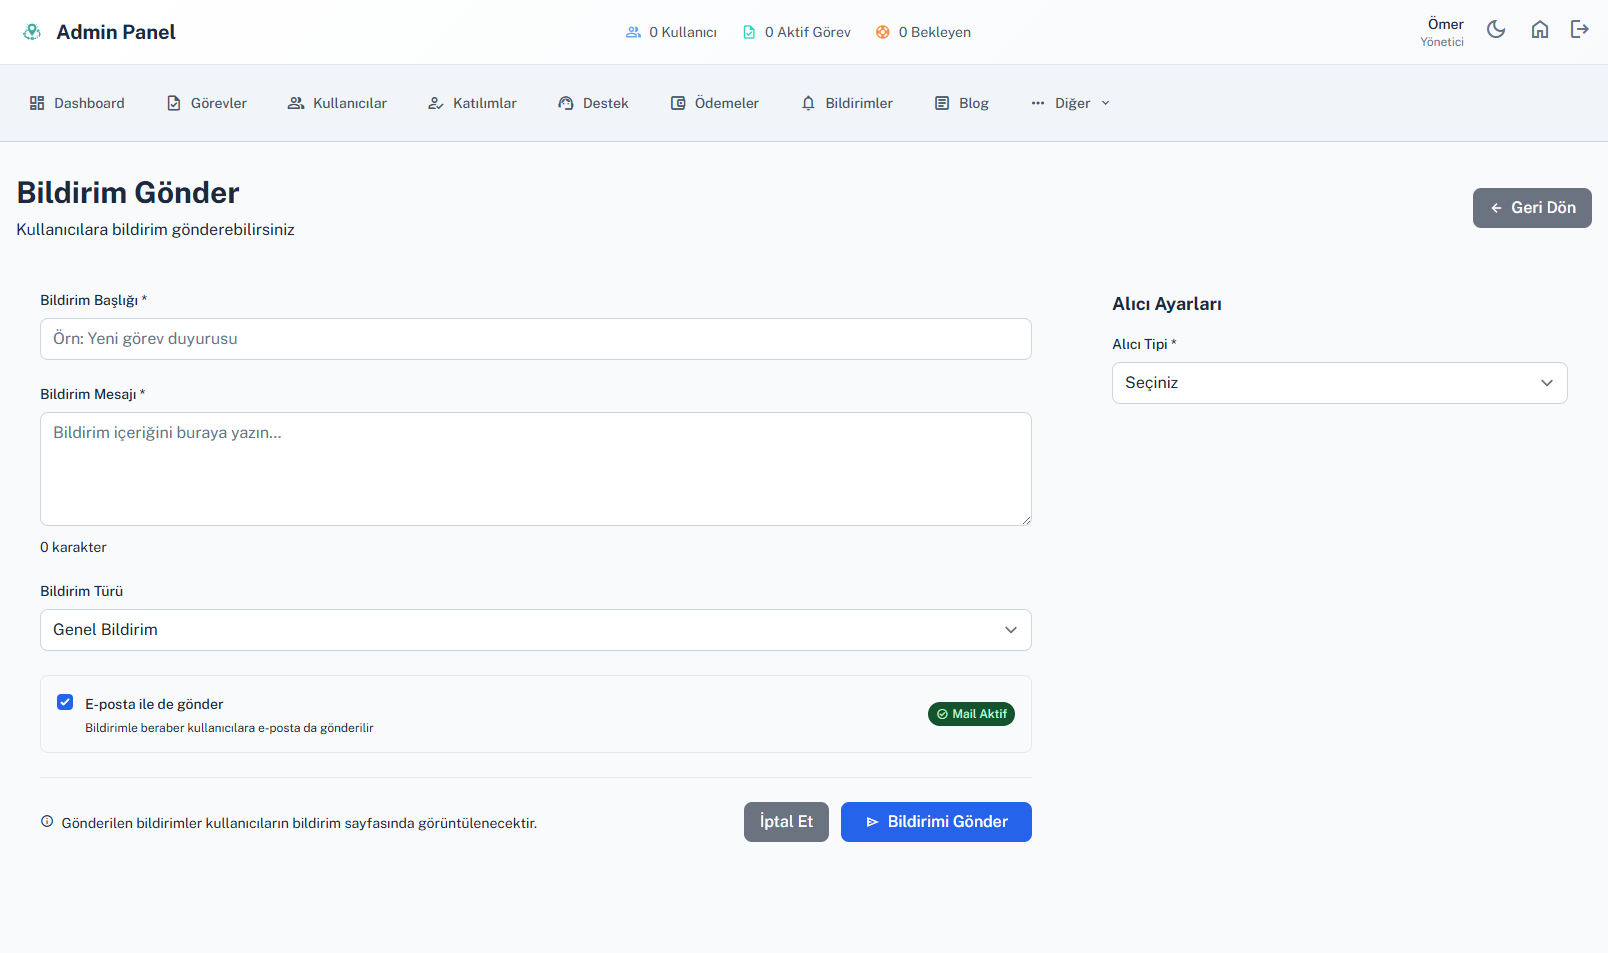 Admin Panel
0 Kullanıcı
0 Aktif Görev
0 Bekleyen
Ömer
Yönetici
Dashboard
Görevler
Kullanıcılar
Katılımlar
Destek
Ödemeler
Bildirimler
Blog
Diğer
Bildirim Gönder
Kullanıcılara bildirim gönderebilirsiniz
Geri Dön
Bildirim Başlığı *
Örn: Yeni görev duyurusu
Bildirim Mesajı *
Bildirim içeriğini buraya yazın...
0 karakter
Bildirim Türü
Genel Bildirim
E-posta ile de gönder
Bildirimle beraber kullanıcılara e-posta da gönderilir
Mail Aktif
Gönderilen bildirimler kullanıcıların bildirim sayfasında görüntülenecektir.
İptal Et
Bildirimi Gönder
Alıcı Ayarları
Alıcı Tipi *
Seçiniz